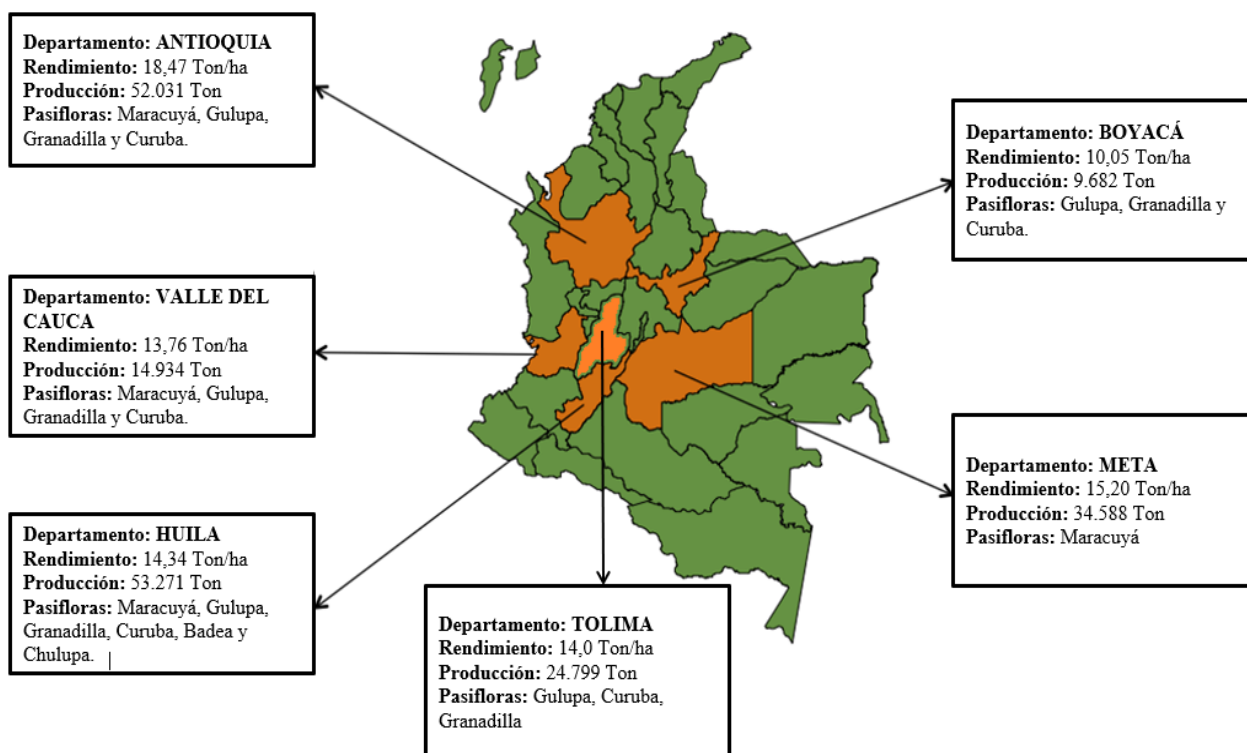 Departamento: ANTIOQUIA
Rendimiento: 18,47 Ton/ha
Producción: 52.031 Ton
Pasifloras: Maracuyá, Gulupa,
Granadilla y Curuba.
Departamento: BOYACÁ
Rendimiento: 10,05 Ton/ha
Producción: 9.682 Ton
Pasifloras: Gulupa, Granadilla y
Curuba.
Departamento: VALLE DEL
CAUCA
Rendimiento: 13,76 Ton/ha
Producción: 14.934 Ton
Pasifloras: Maracuyá, Gulupa,
Granadilla y Curuba.
Departamento: META
Rendimiento: 15,20 Ton/ha
Producción: 34.588 Ton
Pasifloras: Maracuyá
Departamento: HUILA
Rendimiento: 14,34 Ton/ha
Producción: 53.271 Ton
Pasifloras: Maracuyá, Gulupa,
Granadilla, Curuba, Badea y
Chulupa.
Departamento: TOLIMA
Rendimiento: 14,0 Ton/ha
Producción: 24.799 Ton
Pasifloras: Gulupa, Curuba,
Granadilla